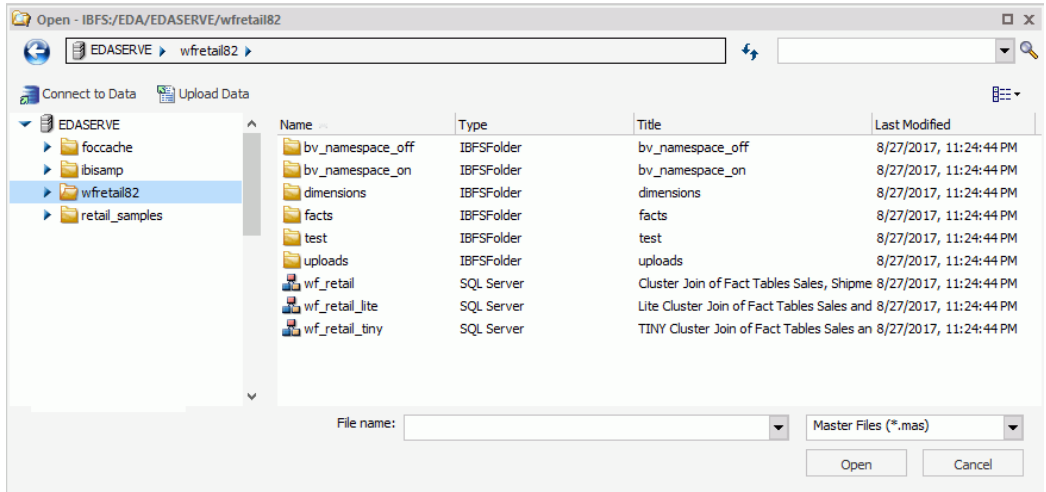 Open - IBFS:/EDA/EDASERVE/wfretail82
EDASERVE wfretail82
Connect to Data Upload Data
EDASERVE
foccache
ibisamp
wfretail82
retail_samples
Name Type Title Last Modified
bv_namespace_off IBFSFolder bv_namespace_off 8/27/2017, 11:24:44 PM
bv_namespace_on IBFSFolder bv_namespace_on 8/27/2017, 11:24:44 PM
dimensions IBFSFolder dimensions 8/27/2017, 11:24:44 PM
facts IBFSFolder facts 8/27/2017, 11:24:44 PM
test IBFSFolder test 8/27/2017, 11:24:44 PM
uploads IBFSFolder uploads 8/27/2017, 11:24:44 PM
wf_retail SQL Server Cluster Join of Fact Tables Sales, Shipme 8/27/2017, 11:24:44 PM
wf_retail_lite SQL Server Lite Cluster Join of Fact Tables Sales and 8/27/2017, 11:24:44 PM
wf_retail_tiny SQL Server TINY Cluster Join of Fact Tables Sales an 8/27/2017, 11:24:44 PM
File name: Master Files (*.mas)
Open Cancel